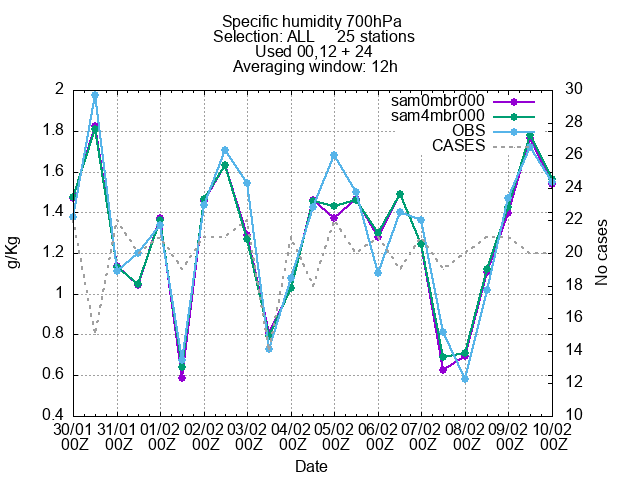 Specific humidity 700hPa
Selection: ALL 25 stations
Used 00,12 + 24
Averaging window: 12h
sam0mbr000
sam4mbr000
OBS
CASES
2
1.8
1.6
1.4
1.2
1
0.8
0.6
0.4
g/Kg
30
28
26
24
22
20
18
16
14
12
10
No cases
30/01 31/01 01/02 02/02 03/02 04/02 05/02 06/02 07/02 08/02 09/02 10/02
00Z 00Z 00Z 00Z 00Z 00Z 00Z 00Z 00Z 00Z 00Z 00Z
Date